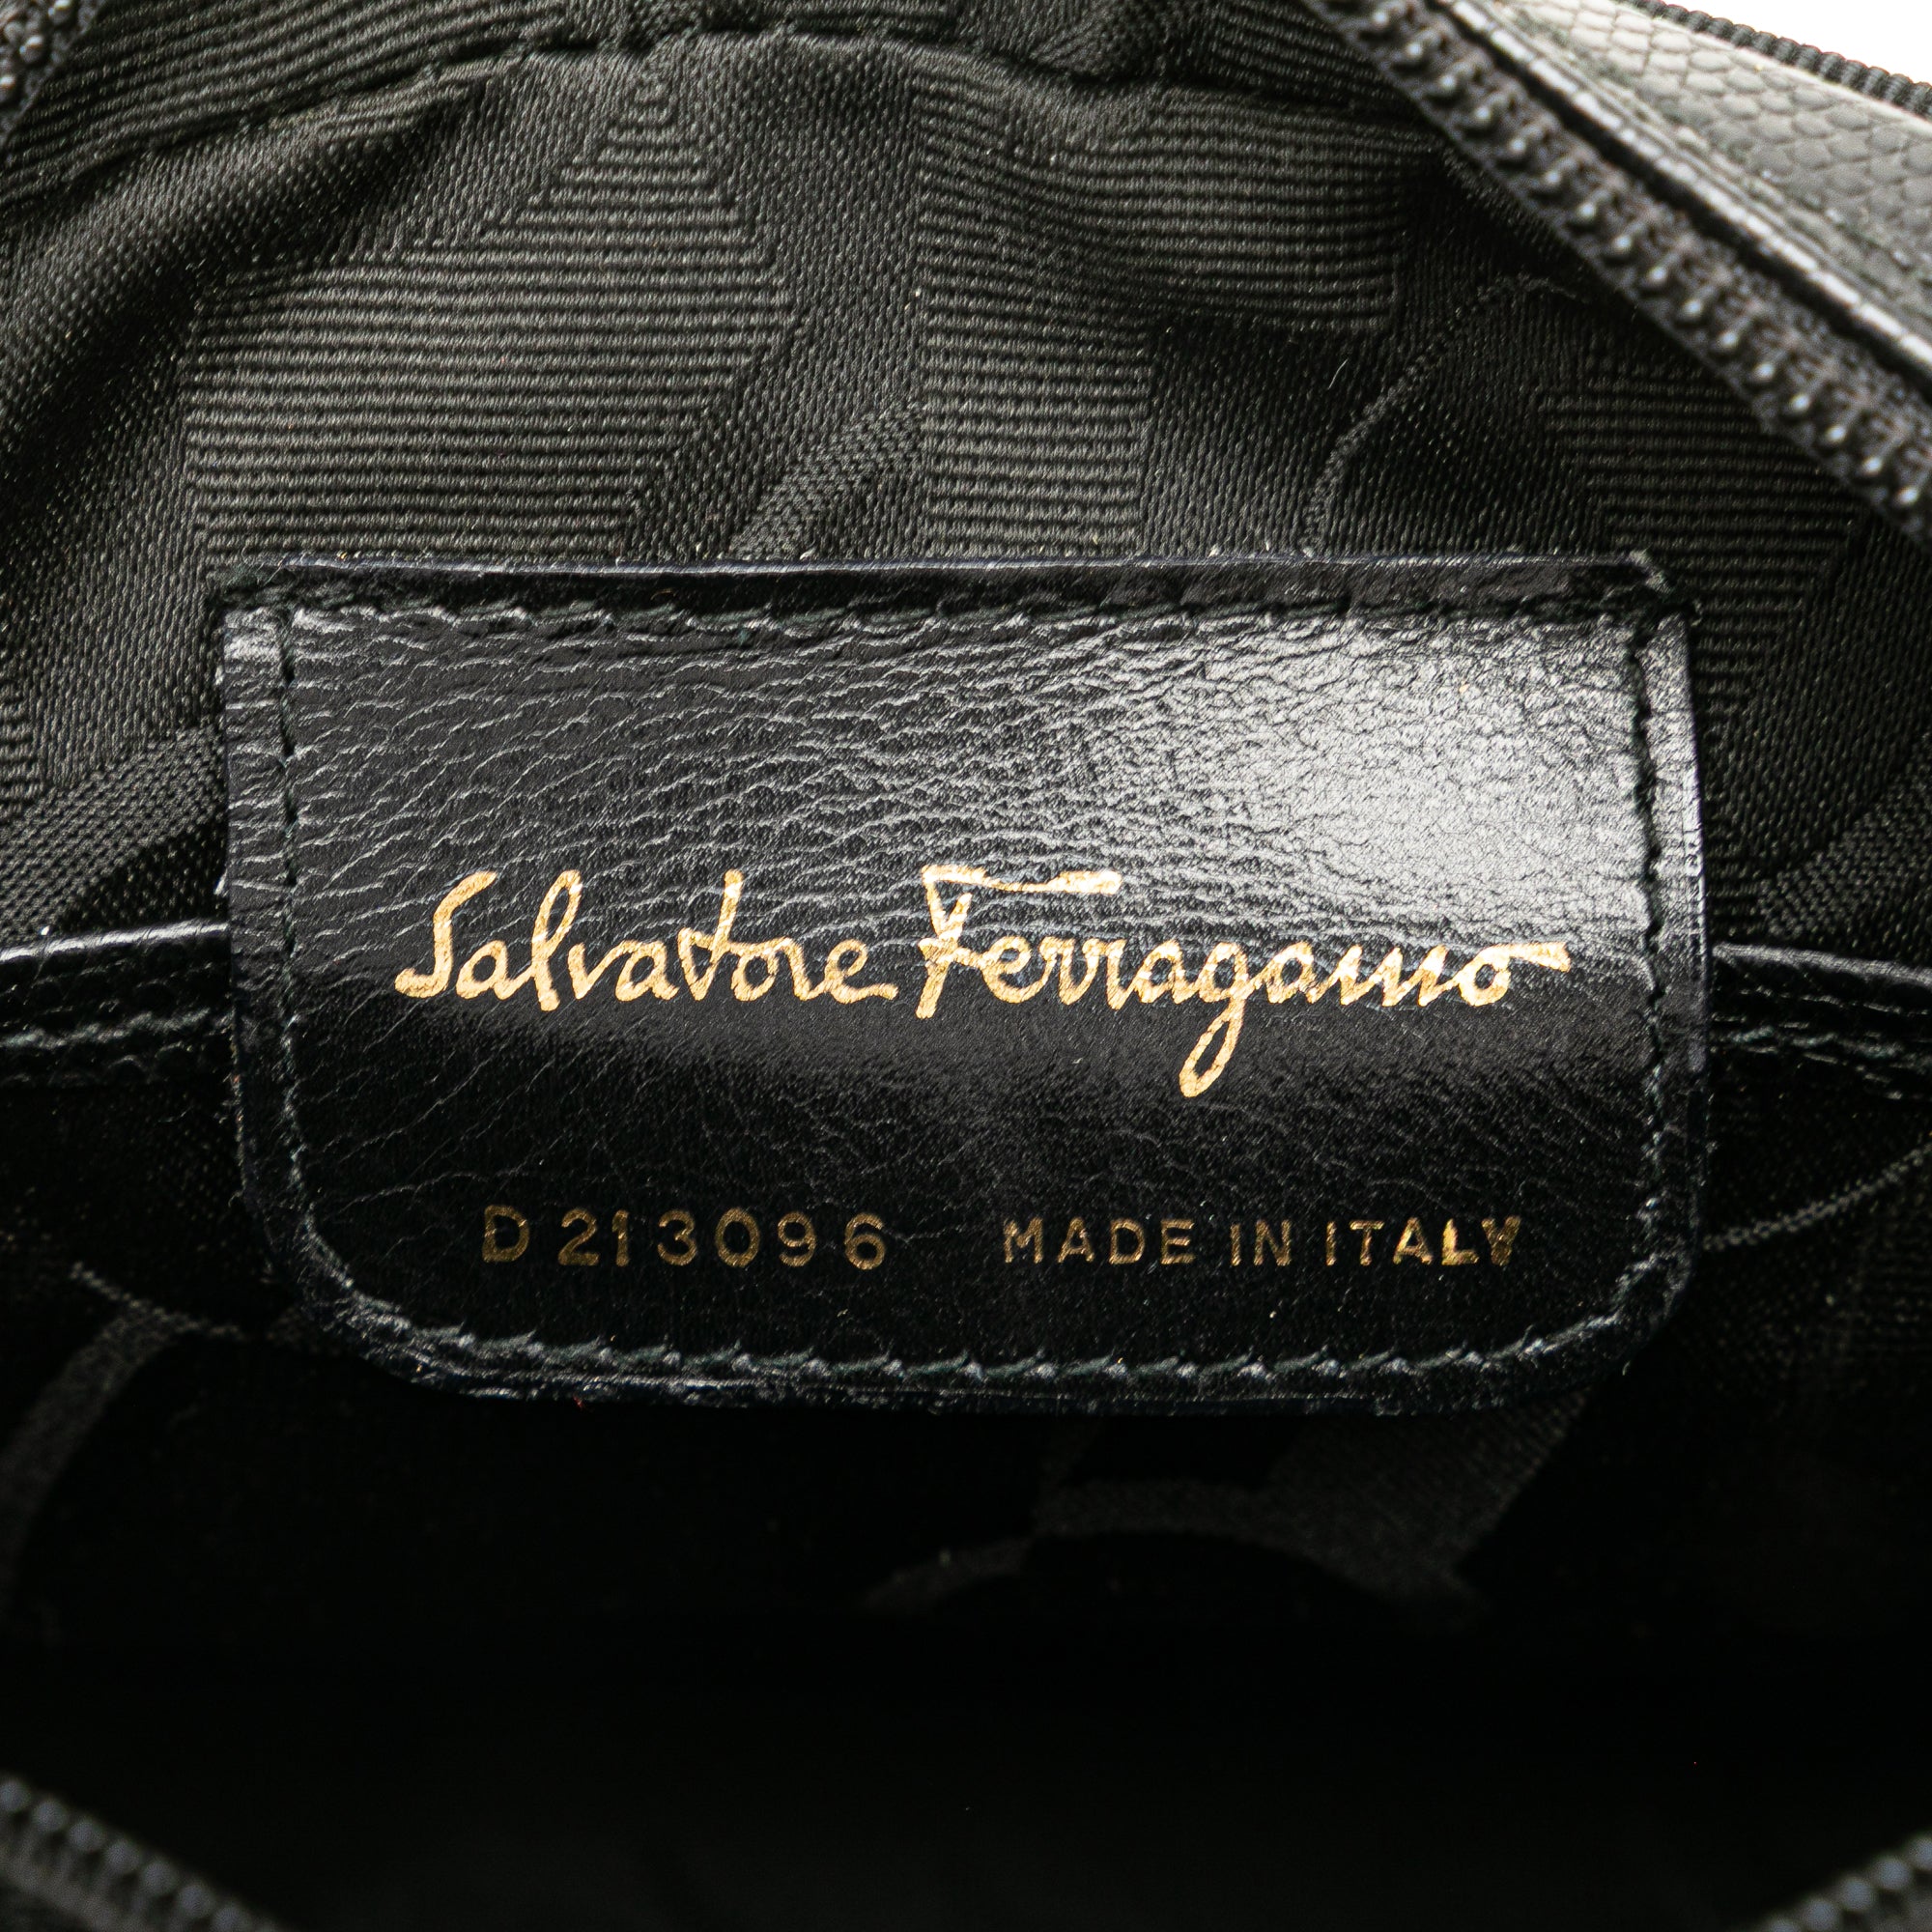 Salvatore Ferragamo
D 213096 MADE IN ITALY